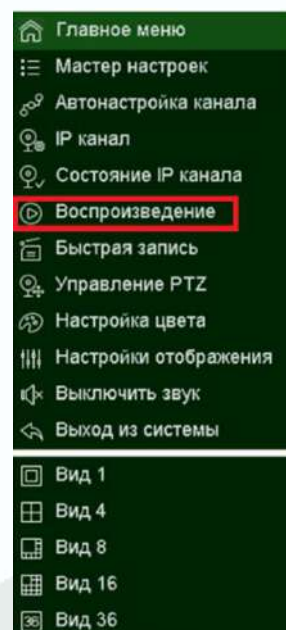 Главное меню
Мастер настроек
Автонастройка канала
IP канал
Состояние IP канала
Воспроизведение
Быстрая запись
Управление PTZ
Настройка цвета
Настройки отображения
Выключить звук
Выход из системы
Вид 1
Вид 4
Вид 8
Вид 16
36 Вид 36